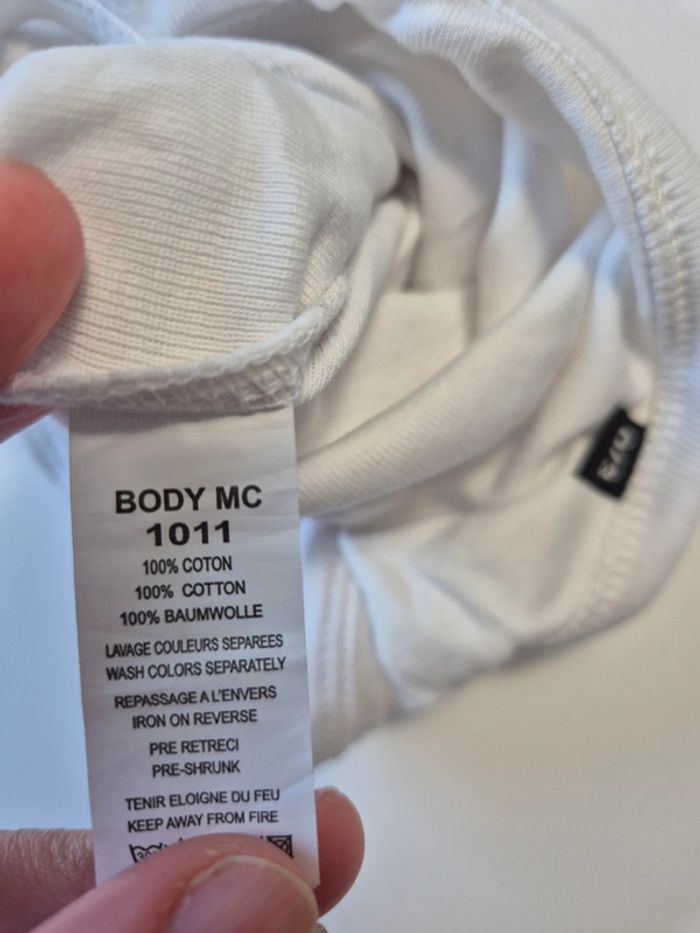 BODY MC
1011
100% COTON
100% COTTON
100% BAUMWOLLE
LAVAGE COULEURS SEPAREES
WASH COLORS SEPARATELY
REPASSAGE A L'ENVERS
IRON ON REVERSE
PRE RETRECI
PRE-SHRUNK
TENIR ELOIGNE DU FEU
KEEP AWAY FROM FIRE